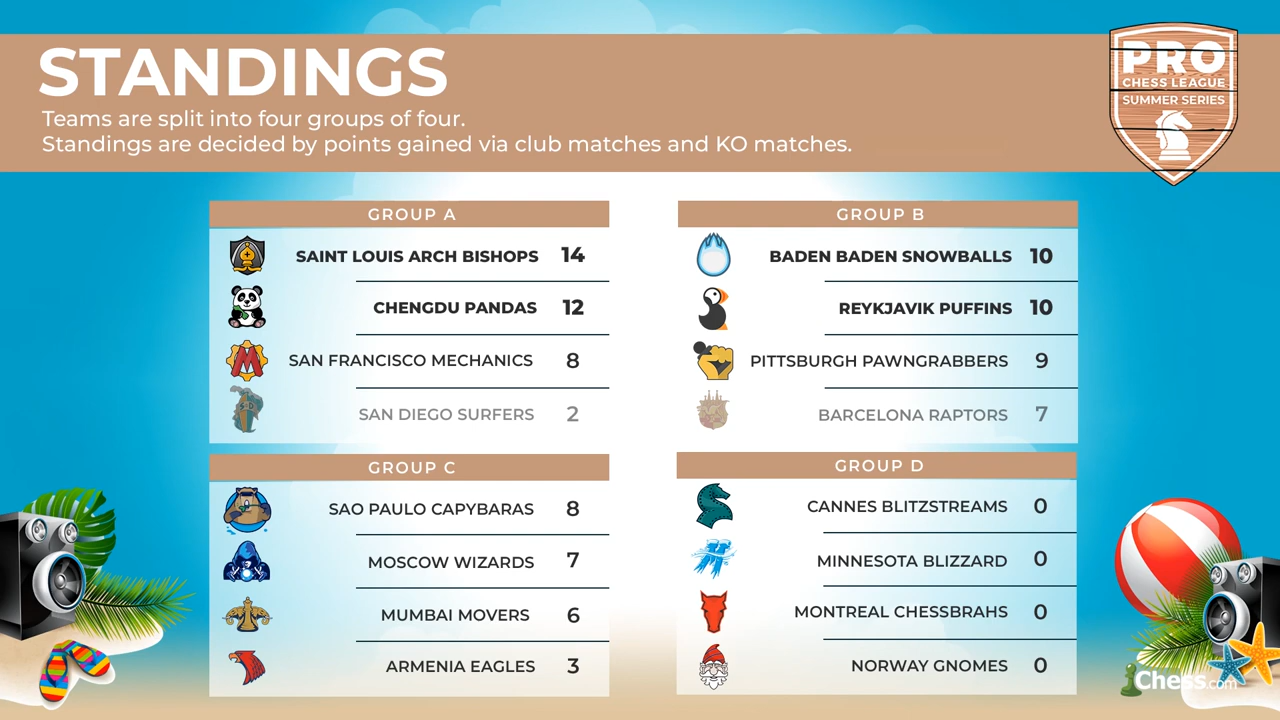 STANDINGS
Teams are split into four groups of four.
Standings are decided by points gained via club matches and KO matches.
PRO
CHESS LEAGUE
SUMMER SERIES
GROUP A
SAINT LOUIS ARCH BISHOPS 14
CHENGDU PANDAS 12
SAN FRANCISCO MECHANICS 8
SAN DIEGO SURFERS 2
GROUP B
BADEN BADEN SNOWBALLS 10
REYKJAVIK PUFFINS 10
PITTSBURGH PAWNGRABBERS 9
BARCELONA RAPTORS 7
GROUP C
SAO PAULO CAPYBARAS 8
MOSCOW WIZARDS 7
MUMBAI MOVERS 6
ARMENIA EAGLES 3
GROUP D
CANNES BLITZSTREAMS 0
MINNESOTA BLIZZARD 0
MONTREAL CHESSBRAHS 0
NORWAY GNOMES 0
Chess.com